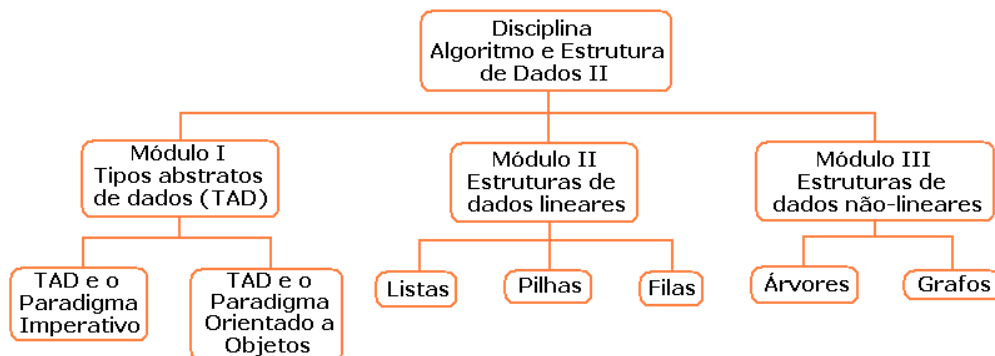 Disciplina
Algoritmo e Estrutura
de Dados II
Módulo I
Tipos abstratos
de dados (TAD)
Módulo II
Estruturas de
dados lineares
Módulo III
Estruturas de
dados não-lineares
TAD e o
Paradigma
Imperativo
TAD e o
Paradigma
Orientado a
Objetos
Listas
Pilhas
Filas
Árvores
Grafos